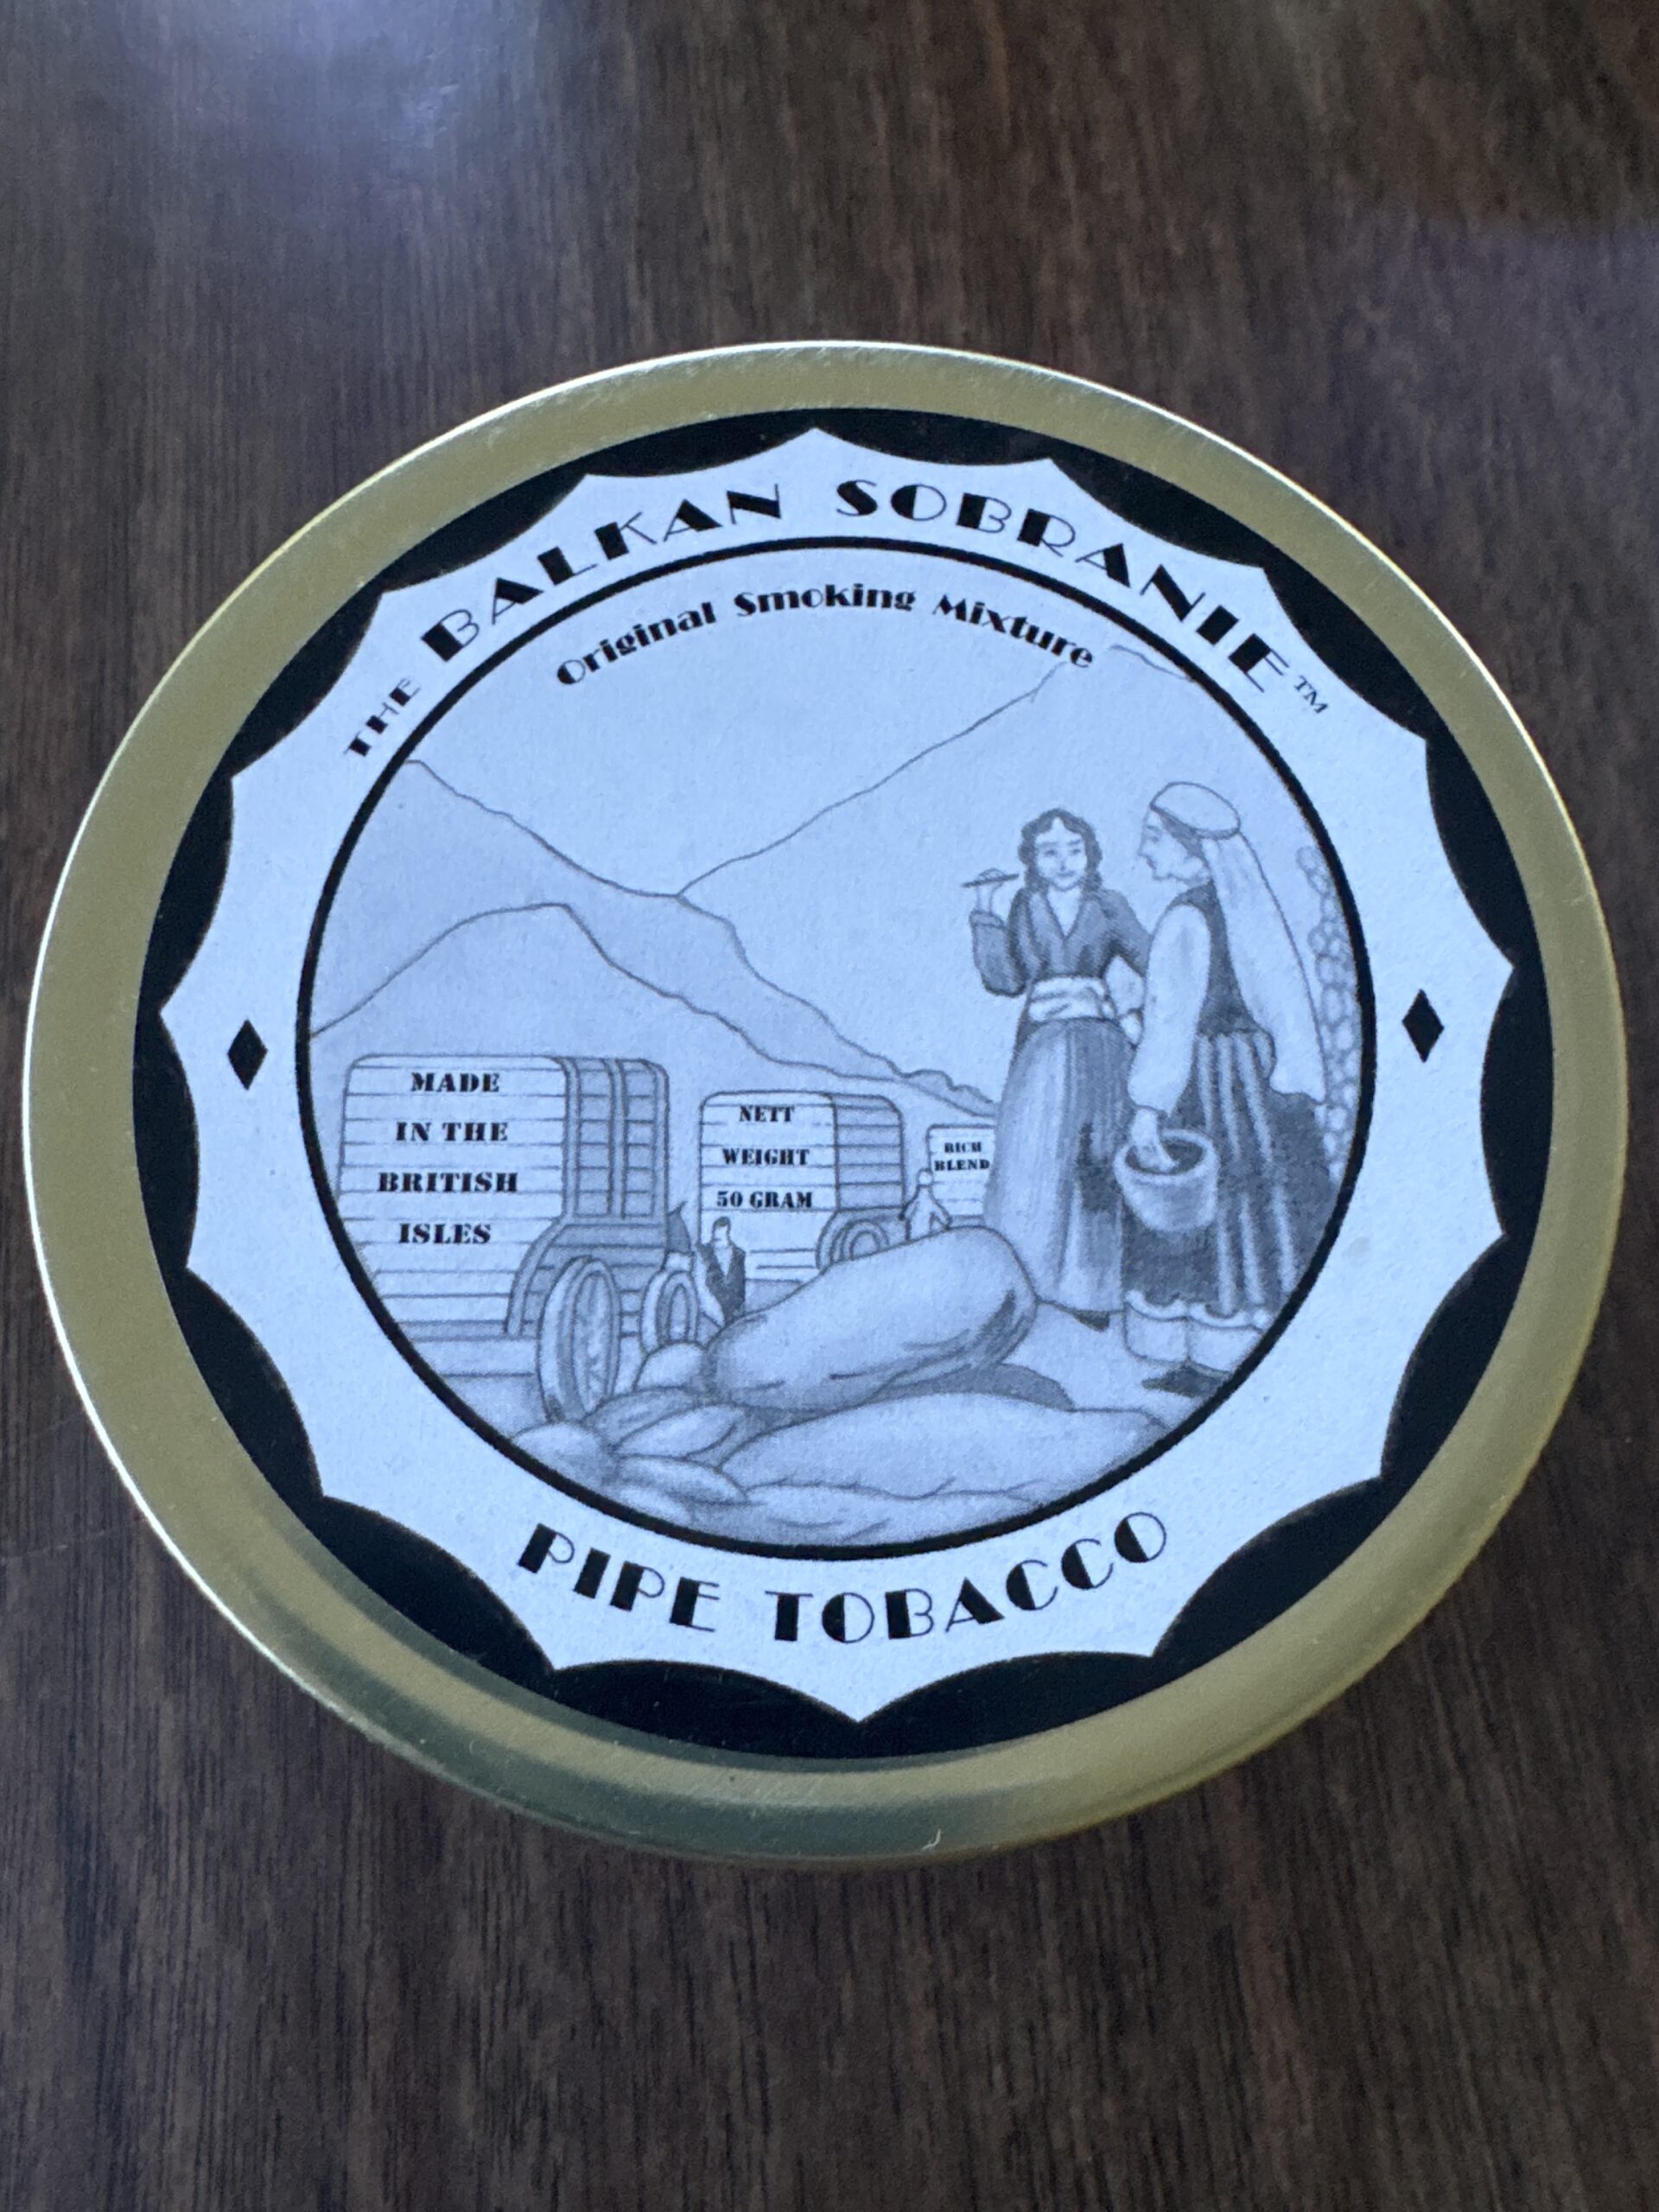 THE BALKAN SOBRANIE™
Original Smoking Mixture
MADE
IN THE
BRITISH
ISLES
NETT
WEIGHT
50 GRAM
RICH
BLEND
PIPE TOBACCO